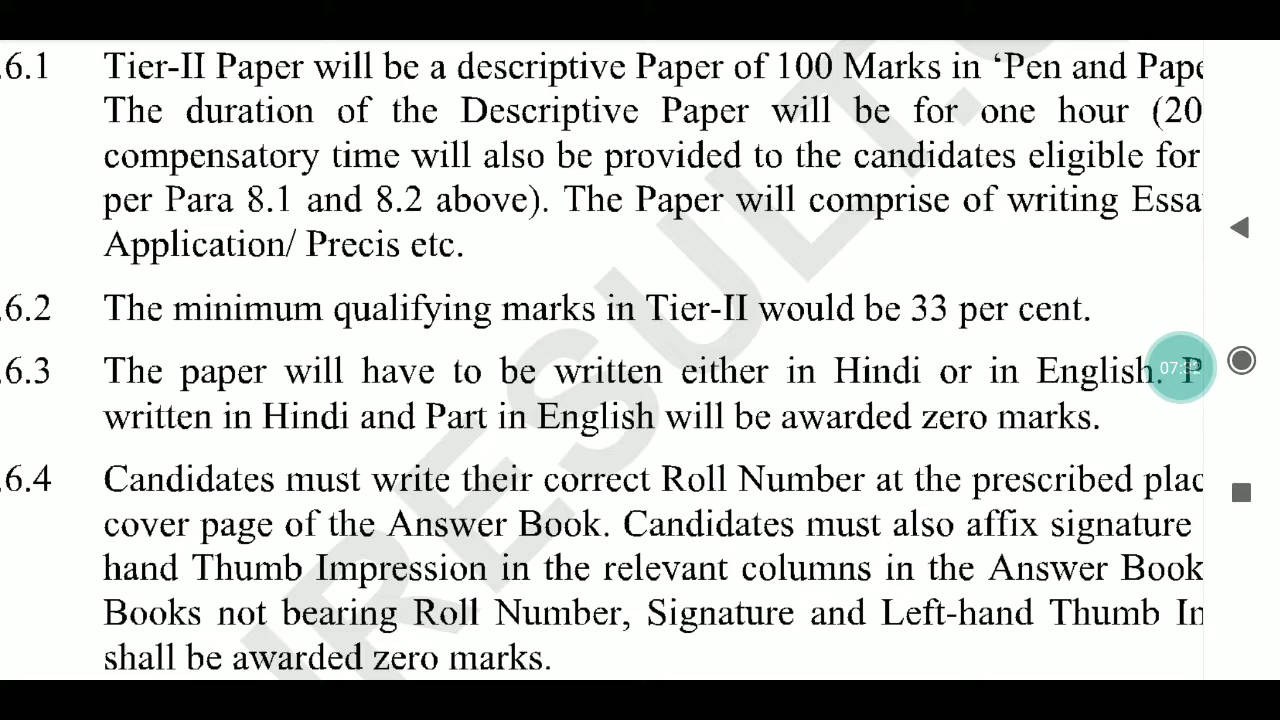 .6.1 Tier-II Paper will be a descriptive Paper of 100 Marks in ‘Pen and Pape
The duration of the Descriptive Paper will be for one hour (20
compensatory time will also be provided to the candidates eligible for
per Para 8.1 and 8.2 above). The Paper will comprise of writing Essa
Application/ Precis etc.
.6.2 The minimum qualifying marks in Tier-II would be 33 per cent.
.6.3 The paper will have to be written either in Hindi or in English. P
written in Hindi and Part in English will be awarded zero marks.
.6.4 Candidates must write their correct Roll Number at the prescribed plac
cover page of the Answer Book. Candidates must also affix signature
hand Thumb Impression in the relevant columns in the Answer Book
Books not bearing Roll Number, Signature and Left-hand Thumb In
shall be awarded zero marks.
RESULT.